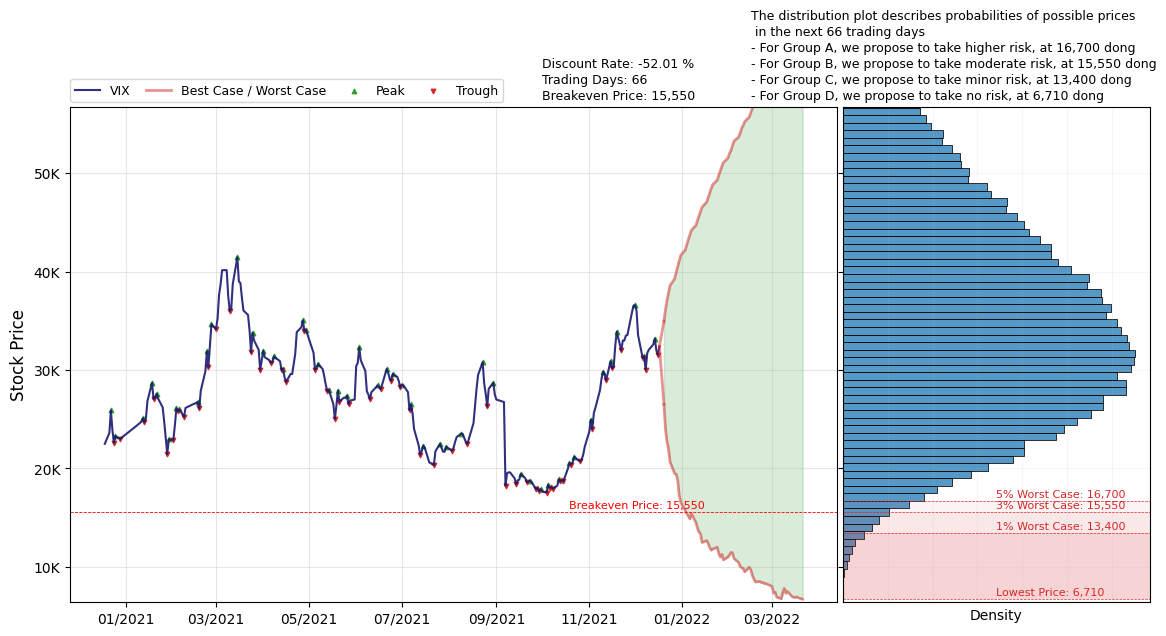 The distribution plot describes probabilities of possible prices
in the next 66 trading days
- For Group A, we propose to take higher risk, at 16,700 dong
- For Group B, we propose to take moderate risk, at 15,550 dong
- For Group C, we propose to take minor risk, at 13,400 dong
- For Group D, we propose to take no risk, at 6,710 dong
Discount Rate: -52.01 %
Trading Days: 66
Breakeven Price: 15,550
VIX
Best Case / Worst Case
Peak
Trough
Stock Price
50K
40K
30K
20K
10K
Breakeven Price: 15,550
5% Worst Case: 16,700
3% Worst Case: 15,550
1% Worst Case: 13,400
Lowest Price: 6,710
01/2021
03/2021
05/2021
07/2021
09/2021
11/2021
01/2022
03/2022
Density